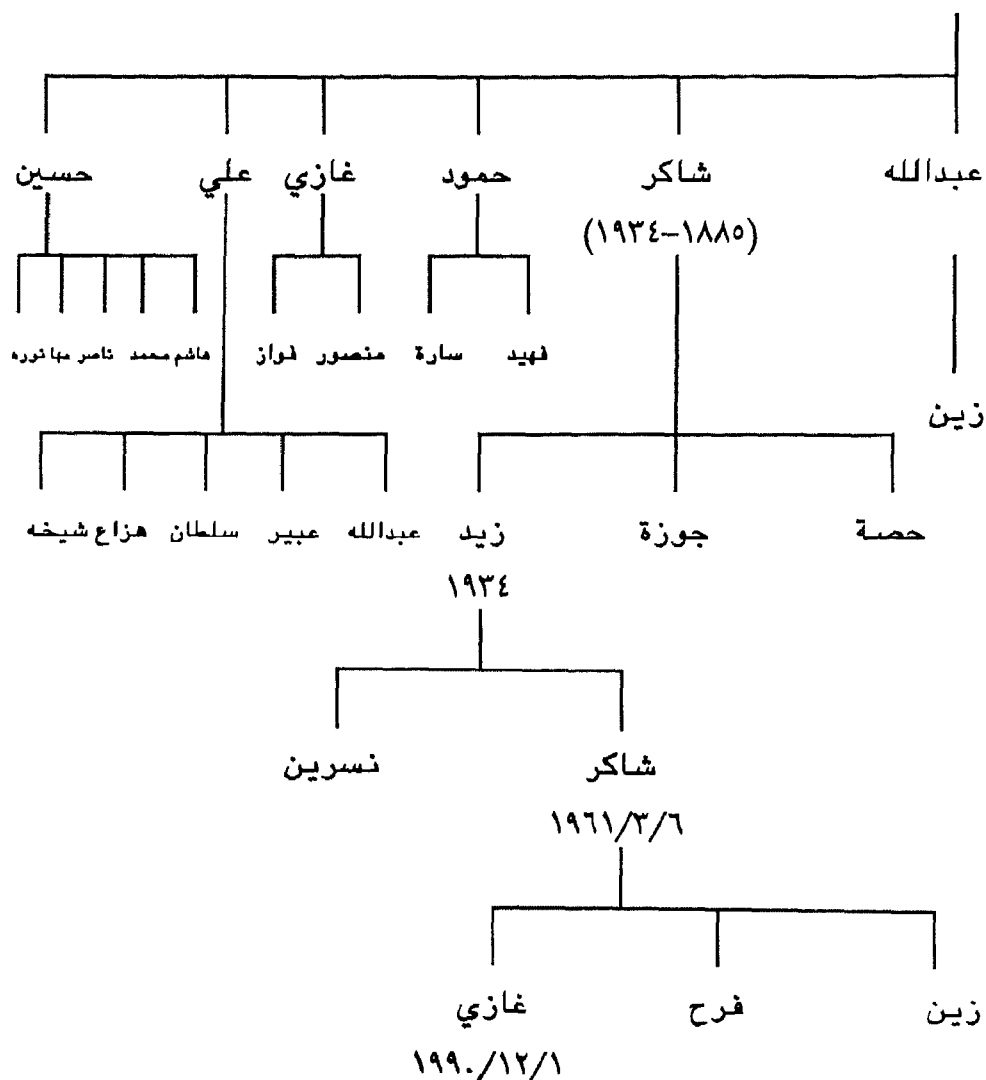 عبدالله شاكر حمود غازي علي حسين
(١٨٨٥-١٩٣٤)
فهيد سارة منصور فواز هاشم محمد ناصر مها نوره
زين
حصة جوزة زيد عبدالله عبير سلطان هزاع شيخه
١٩٣٤
شاكر نسرين
١٩٦١/٣/٦
زين فرح غازي
١٩٩٠/١٢/١